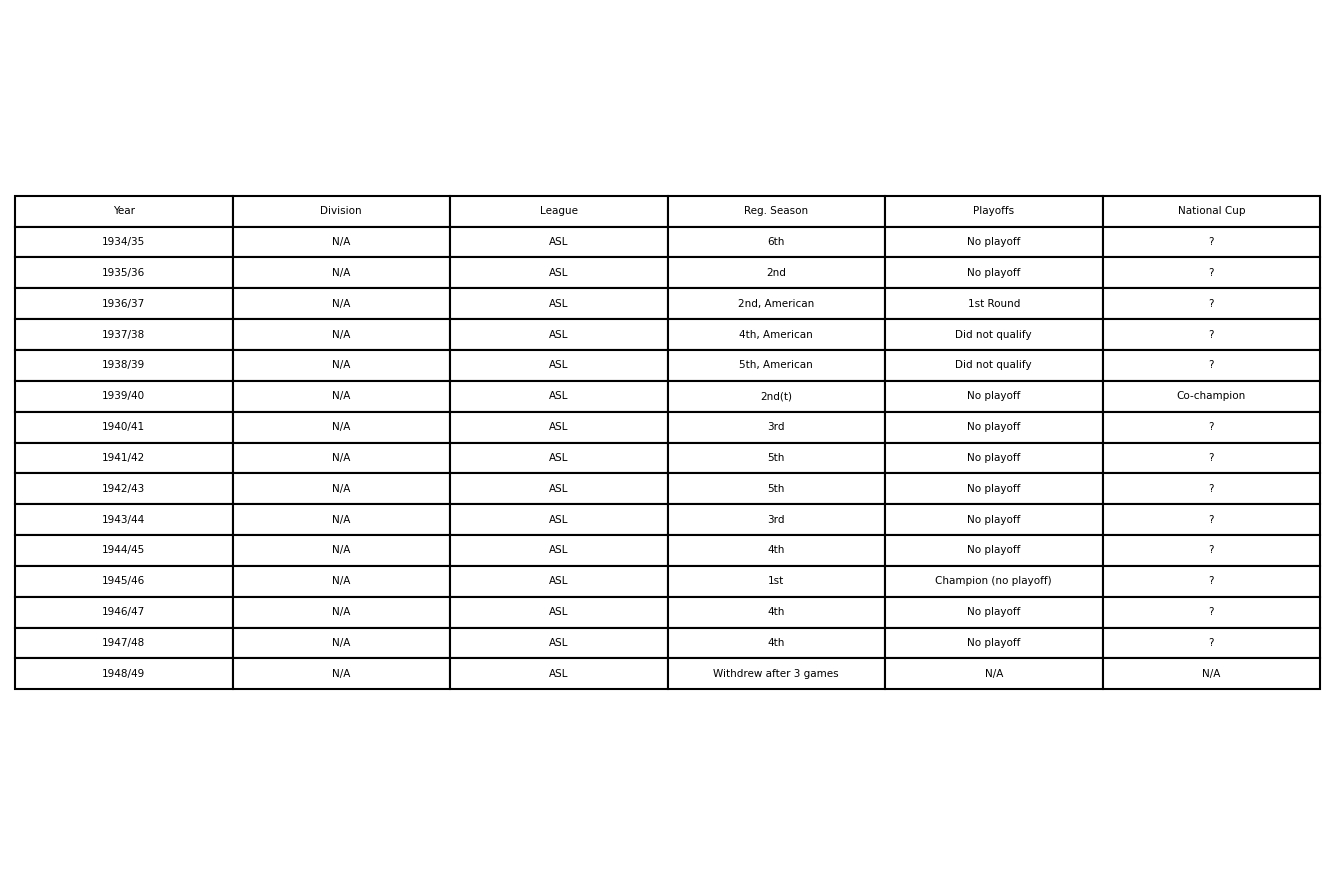 Year Division League Reg. Season Playoffs National Cup
1934/35 N/A ASL 6th No playoff ?
1935/36 N/A ASL 2nd No playoff ?
1936/37 N/A ASL 2nd, American 1st Round ?
1937/38 N/A ASL 4th, American Did not qualify ?
1938/39 N/A ASL 5th, American Did not qualify ?
1939/40 N/A ASL 2nd(t) No playoff Co-champion
1940/41 N/A ASL 3rd No playoff ?
1941/42 N/A ASL 5th No playoff ?
1942/43 N/A ASL 5th No playoff ?
1943/44 N/A ASL 3rd No playoff ?
1944/45 N/A ASL 4th No playoff ?
1945/46 N/A ASL 1st Champion (no playoff) ?
1946/47 N/A ASL 4th No playoff ?
1947/48 N/A ASL 4th No playoff ?
1948/49 N/A ASL Withdrew after 3 games N/A N/A